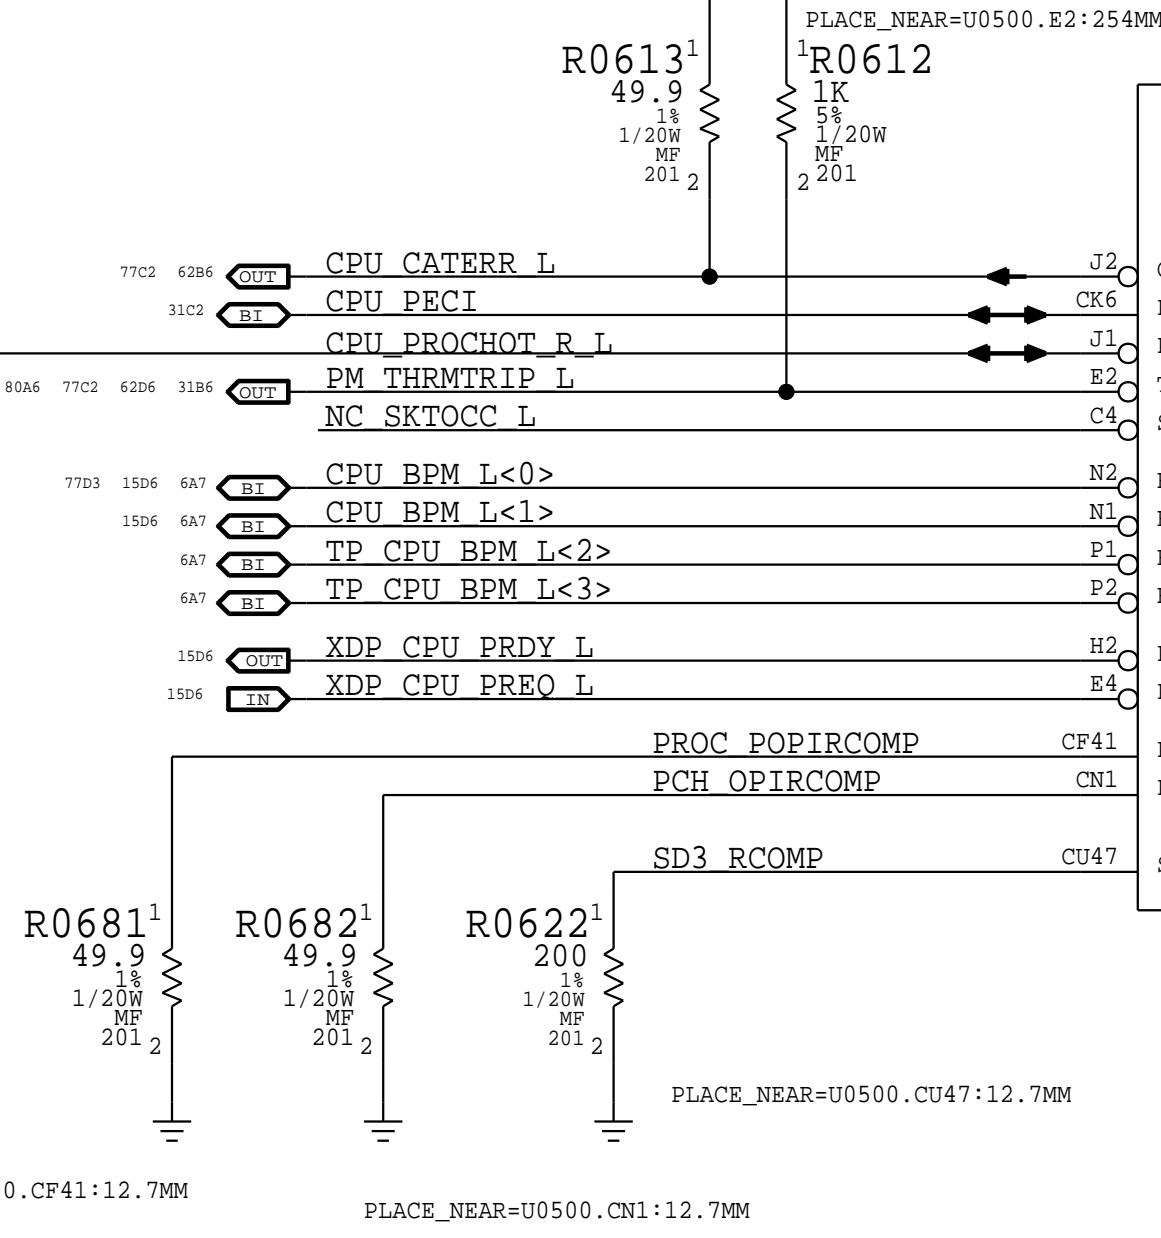 PLACE_NEAR=U0500.E2:254MM
R0613 1
49.9
1%
1/20W
MF
201 2
1 R0612
1K
5%
1/20W
MF
2 201
77C2 62B6 OUT CPU_CATERR_L J2
31C2 BI CPU_PECI CK6
CPU_PROCHOT_R_L J1
80A6 77C2 62D6 31B6 OUT PM_THRMTRIP_L E2
NC_SKTOCC_L C4
77D3 15D6 6A7 BI CPU_BPM_L<0> N2
15D6 6A7 BI CPU_BPM_L<1> N1
6A7 BI TP_CPU_BPM_L<2> P1
6A7 BI TP_CPU_BPM_L<3> P2
15D6 OUT XDP_CPU_PRDY_L H2
15D6 IN XDP_CPU_PREQ_L E4
PROC_POPIRCOMP CF41
PCH_OPIRCOMP CN1
SD3_RCOMP CU47
R0681 1
49.9
1%
1/20W
MF
201 2
R0682 1
49.9
1%
1/20W
MF
201 2
R0622 1
200
1%
1/20W
MF
201 2
PLACE_NEAR=U0500.CU47:12.7MM
0.CF41:12.7MM
PLACE_NEAR=U0500.CN1:12.7MM